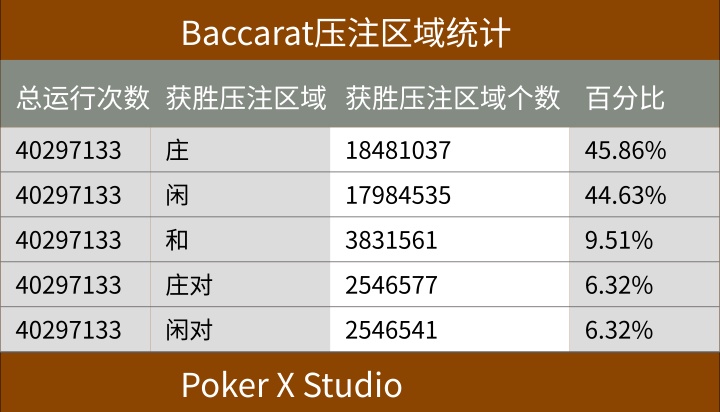 Baccarat压注区域统计
总运行次数 获胜压注区域 获胜压注区域个数 百分比
40297133 庄 18481037 45.86%
40297133 闲 17984535 44.63%
40297133 和 3831561 9.51%
40297133 庄对 2546577 6.32%
40297133 闲对 2546541 6.32%
Poker X Studio